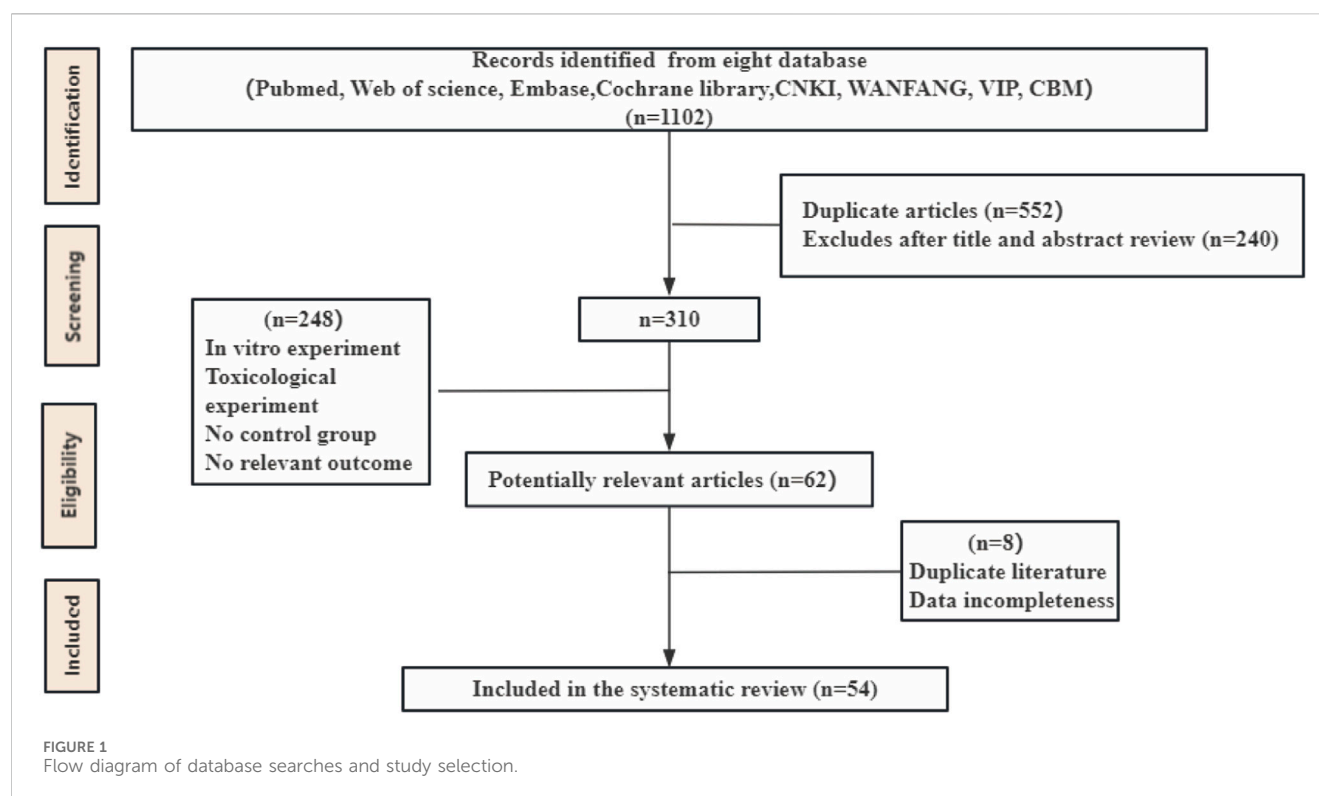 Identification
Records identified from eight database
(Pubmed, Web of science, Embase,Cochrane library,CNKI, WANFANG, VIP, CBM)
(n=1102)
Duplicate articles (n=552)
Excludes after title and abstract review (n=240)
Screening
n=310
(n=248)
In vitro experiment
Toxicological
experiment
No control group
No relevant outcome
Eligibility
Potentially relevant articles (n=62)
(n=8)
Duplicate literature
Data incompleteness
Included
Included in the systematic review (n=54)
FIGURE 1
Flow diagram of database searches and study selection.